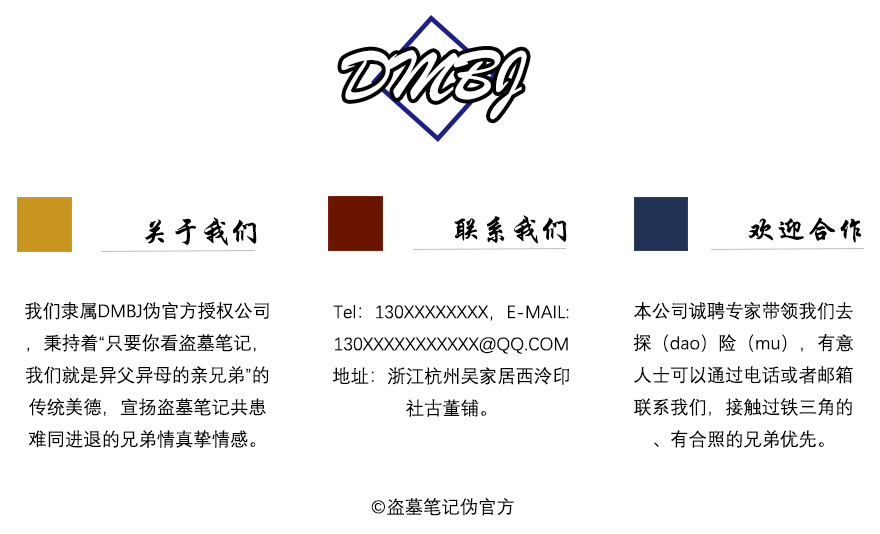 DMBJ
关于我们
我们隶属DMBJ伪官方授权公司
，秉持着“只要你看盗墓笔记，
我们就是异父异母的亲兄弟”的
传统美德，宣扬盗墓笔记共患
难同进退的兄弟情真挚情感。
联系我们
Tel：130XXXXXXXX，E-MAIL:
130XXXXXXXXXXX@QQ.COM
地址：浙江杭州吴家居西泠印
社古董铺。
欢迎合作
本公司诚聘专家带领我们去
探（dao）险（mu），有意
人士可以通过电话或者邮箱
联系我们，接触过铁三角的
、有合照的兄弟优先。
©盗墓笔记伪官方